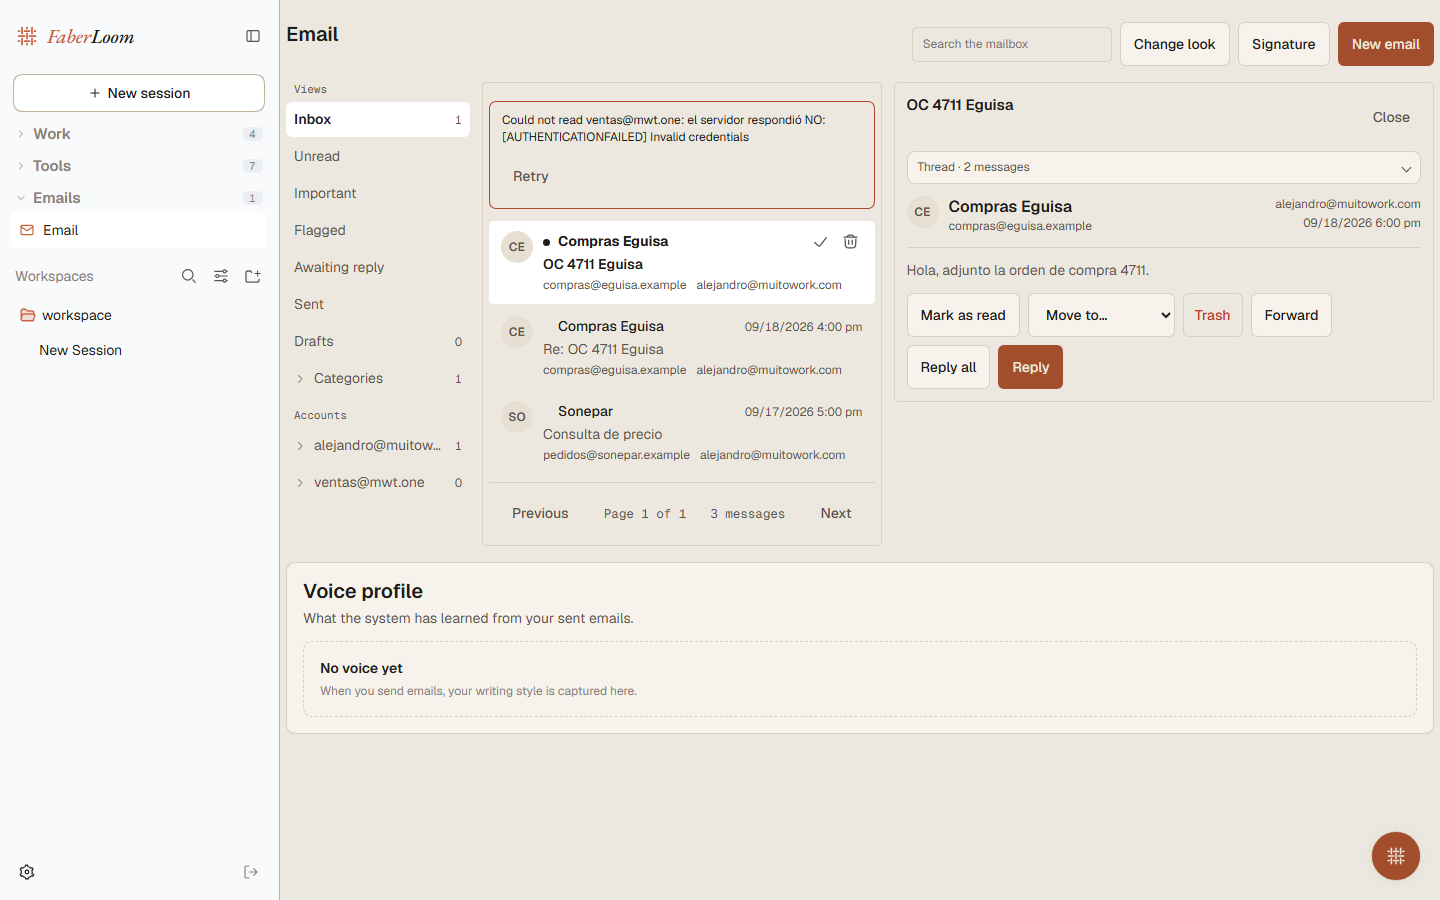 FaberLoom
New session
Work 4
Tools 7
Emails 1
Email
Workspaces
workspace
New Session
Email
Search the mailbox
Change look
Signature
New email
Views
Inbox 1
Unread
Important
Flagged
Awaiting reply
Sent
Drafts 0
Categories 1
Accounts
alejandro@muitow... 1
ventas@mwt.one 0
Could not read ventas@mwt.one: el servidor respondió NO:
[AUTHENTICATIONFAILED] Invalid credentials
Retry
CE Compras Eguisa
OC 4711 Eguisa
compras@eguisa.example alejandro@muitowork.com
CE Compras Eguisa 09/18/2026 4:00 pm
Re: OC 4711 Eguisa
compras@eguisa.example alejandro@muitowork.com
SO Sonepar 09/17/2026 5:00 pm
Consulta de precio
pedidos@sonepar.example alejandro@muitowork.com
Previous Page 1 of 1 3 messages Next
OC 4711 Eguisa
Close
Thread · 2 messages
CE Compras Eguisa alejandro@muitowork.com
compras@eguisa.example 09/18/2026 6:00 pm
Hola, adjunto la orden de compra 4711.
Mark as read Move to... Trash Forward
Reply all Reply
Voice profile
What the system has learned from your sent emails.
No voice yet
When you send emails, your writing style is captured here.